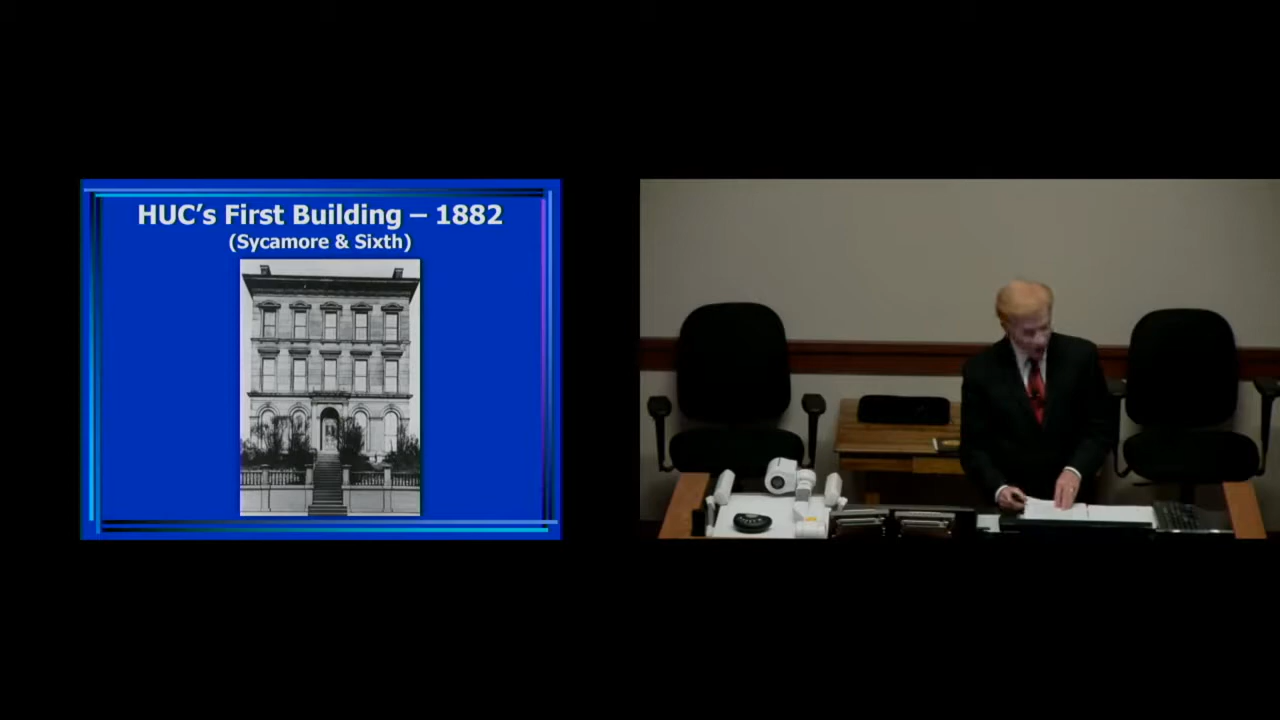 HUC’s First Building – 1882
(Sycamore & Sixth)